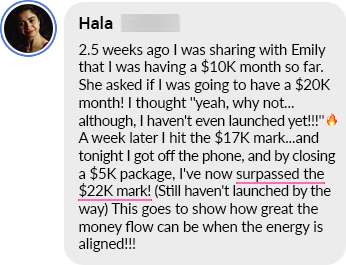 Hala
2.5 weeks ago I was sharing with Emily
that I was having a $10K month so far.
She asked if I was going to have a $20K
month! I thought "yeah, why not...
although, I haven't even launched yet!!!"🔥
A week later I hit the $17K mark...and
tonight I got off the phone, and by closing
a $5K package, I've now surpassed the
$22K mark! (Still haven't launched by the
way) This goes to show how great the
money flow can be when the energy is
aligned!!!